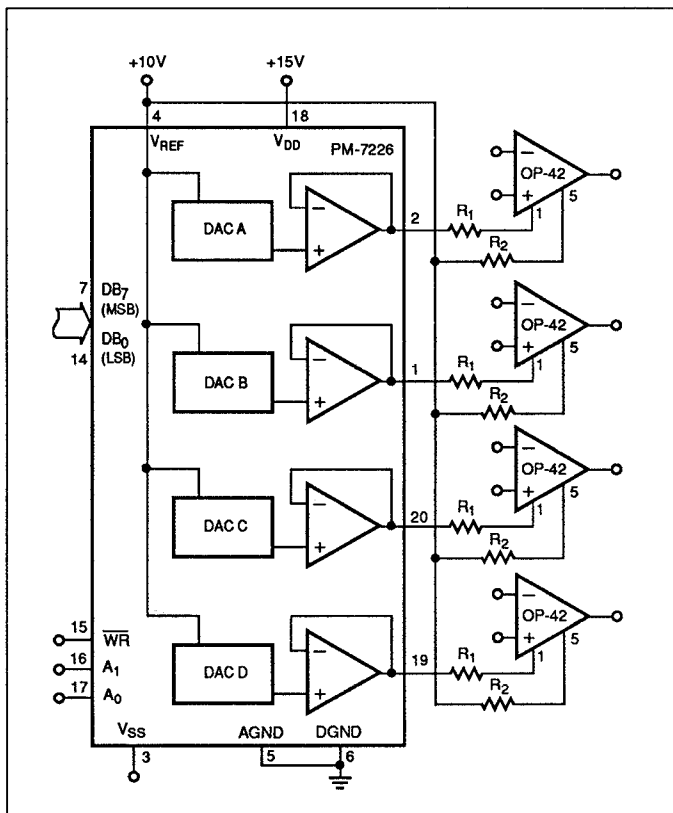 +10V +15V
4 18
V_REF V_DD PM-7226
DAC A
−
+
2
R₁
R₂
−
+
OP-42
1 5
7 DB₇
(MSB)
DB₀
14 (LSB)
DAC B
−
+
1
R₁
R₂
−
+
OP-42
1 5
DAC C
−
+
20
R₁
R₂
−
+
OP-42
1 5
DAC D
−
+
19
R₁
R₂
−
+
OP-42
1 5
15 W̅R̅
16 A₁
17 A₀
V_SS AGND DGND
3 5 6